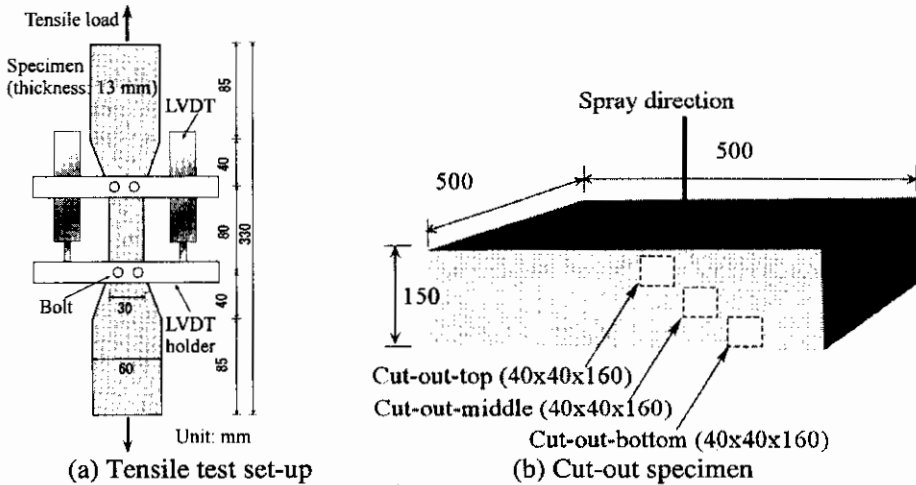 Tensile load
Specimen
(thickness: 13 mm)
LVDT
85
40
80
330
40
85
Bolt
30
LVDT
holder
60
Unit: mm
(a) Tensile test set-up
Spray direction
500
500
150
Cut-out-top (40x40x160)
Cut-out-middle (40x40x160)
Cut-out-bottom (40x40x160)
(b) Cut-out specimen